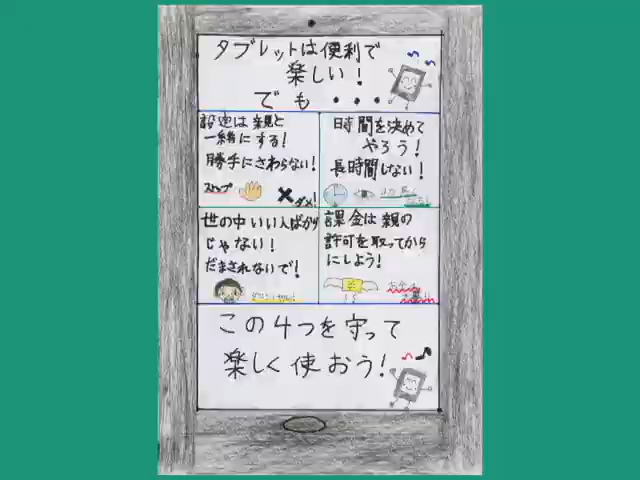 タブレットは便利で
楽しい!
でも・・・
設定は親と
一緒にする!
勝手にさわらない!
ストップ
ダメ!
時間を決めて
やろう!
長時間しない!
世の中いい人ばかり
じゃない!
だまされないで!
課金は親の
許可を取ってから
にしよう!
この4つを守って
楽しく使おう!